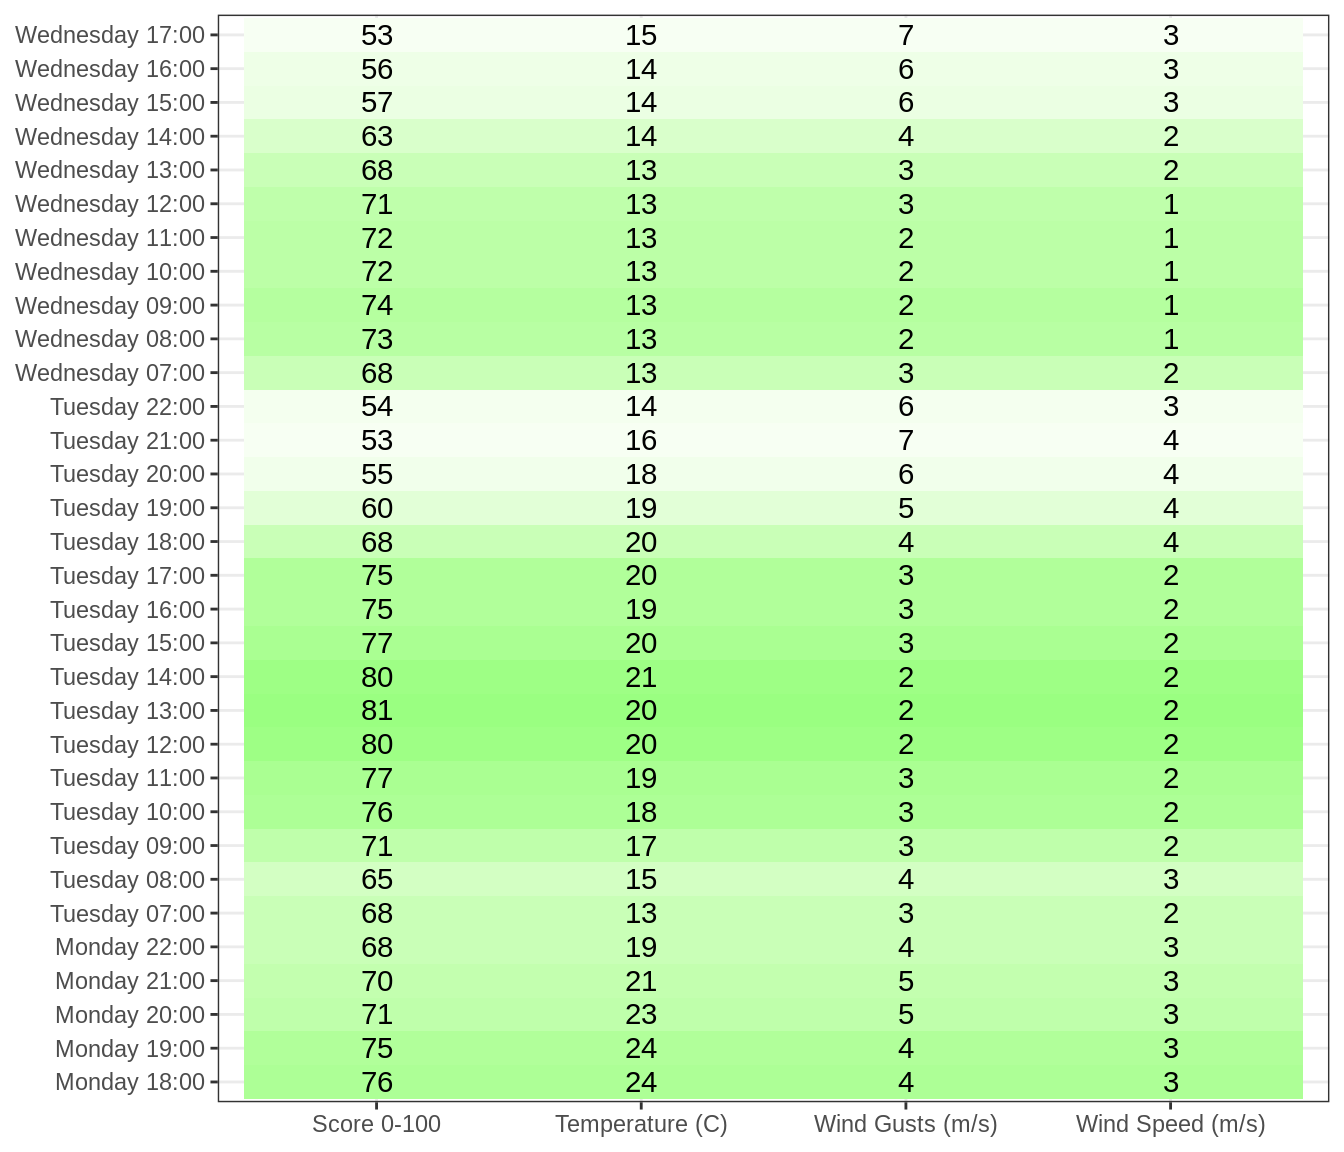 Wednesday 17:00 53 15 7 3
Wednesday 16:00 56 14 6 3
Wednesday 15:00 57 14 6 3
Wednesday 14:00 63 14 4 2
Wednesday 13:00 68 13 3 2
Wednesday 12:00 71 13 3 1
Wednesday 11:00 72 13 2 1
Wednesday 10:00 72 13 2 1
Wednesday 09:00 74 13 2 1
Wednesday 08:00 73 13 2 1
Wednesday 07:00 68 13 3 2
Tuesday 22:00 54 14 6 3
Tuesday 21:00 53 16 7 4
Tuesday 20:00 55 18 6 4
Tuesday 19:00 60 19 5 4
Tuesday 18:00 68 20 4 4
Tuesday 17:00 75 20 3 2
Tuesday 16:00 75 19 3 2
Tuesday 15:00 77 20 3 2
Tuesday 14:00 80 21 2 2
Tuesday 13:00 81 20 2 2
Tuesday 12:00 80 20 2 2
Tuesday 11:00 77 19 3 2
Tuesday 10:00 76 18 3 2
Tuesday 09:00 71 17 3 2
Tuesday 08:00 65 15 4 3
Tuesday 07:00 68 13 3 2
Monday 22:00 68 19 4 3
Monday 21:00 70 21 5 3
Monday 20:00 71 23 5 3
Monday 19:00 75 24 4 3
Monday 18:00 76 24 4 3
Score 0-100 Temperature (C) Wind Gusts (m/s) Wind Speed (m/s)